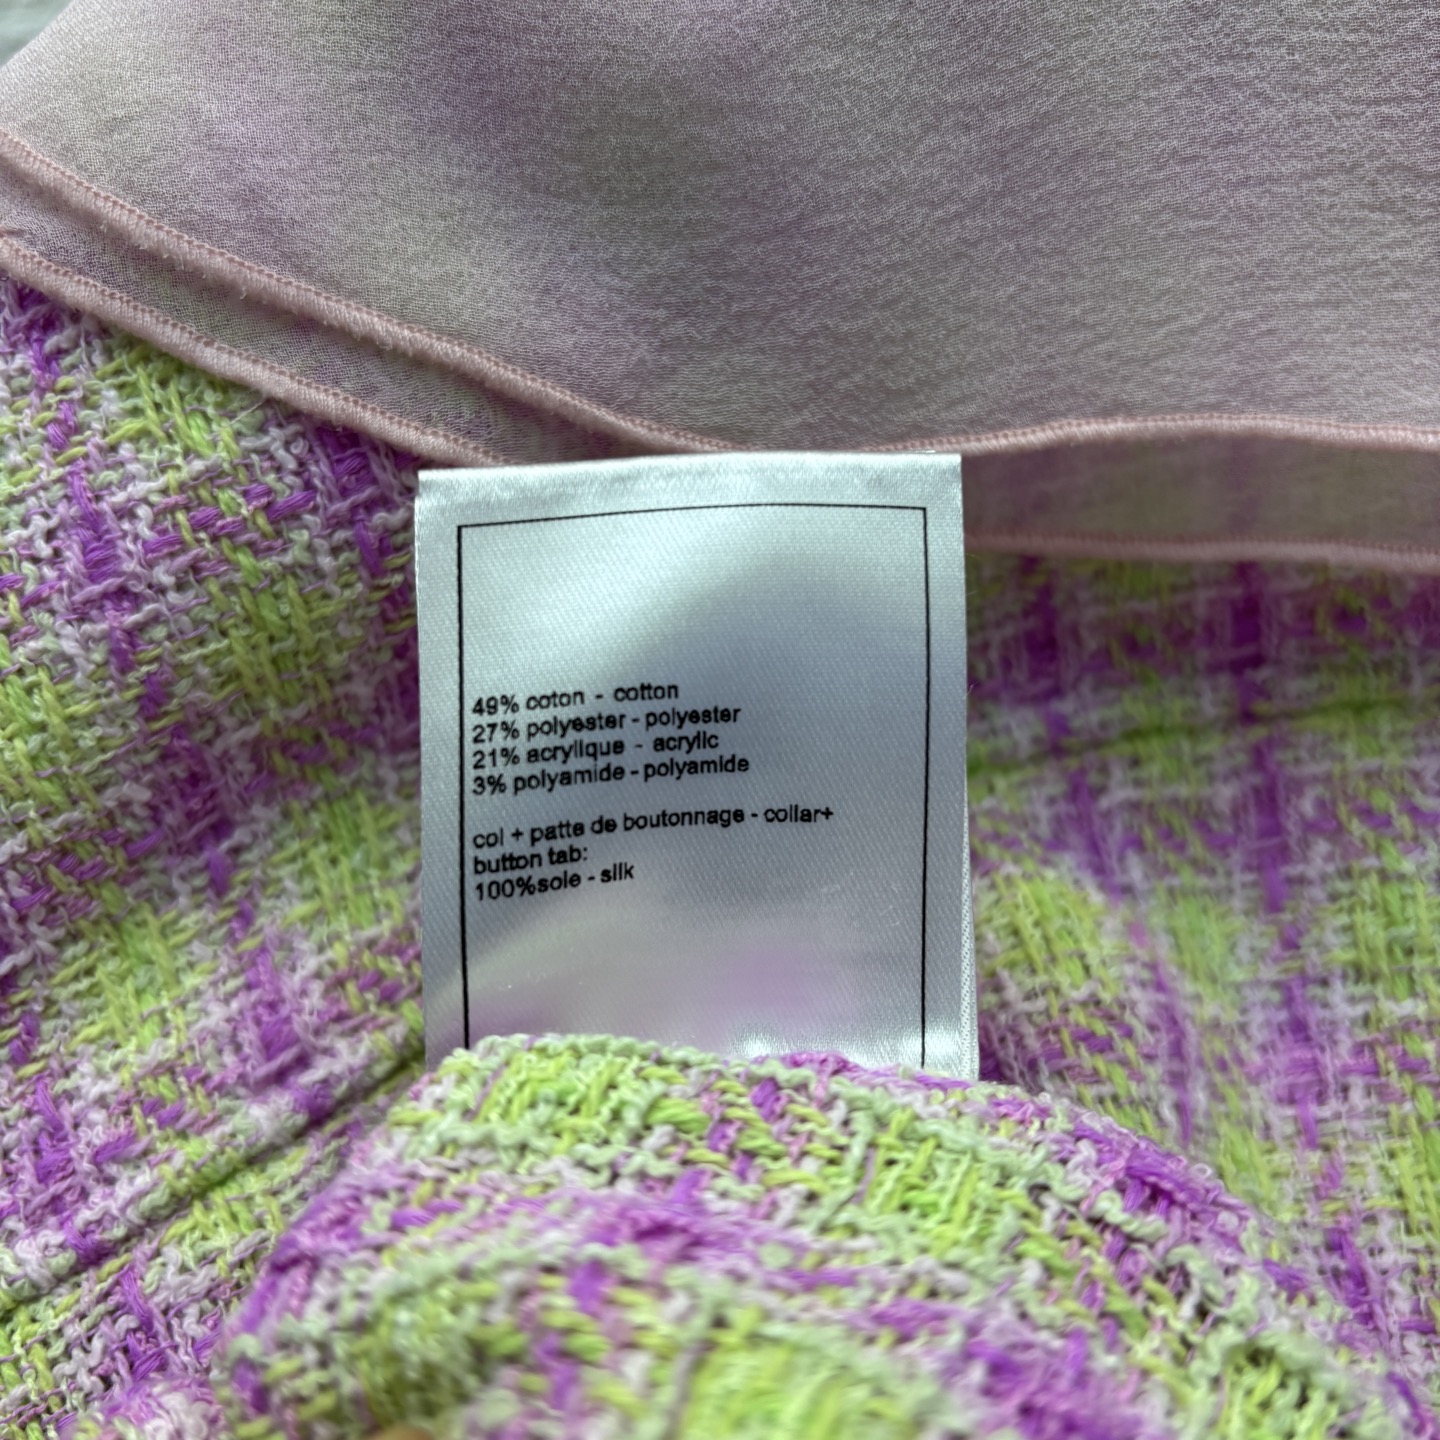 49% coton - cotton
27% polyester - polyester
21% acrylique - acrylic
3% polyamide - polyamide
col + patte de boutonnage - collar+
button tab:
100%soie - silk